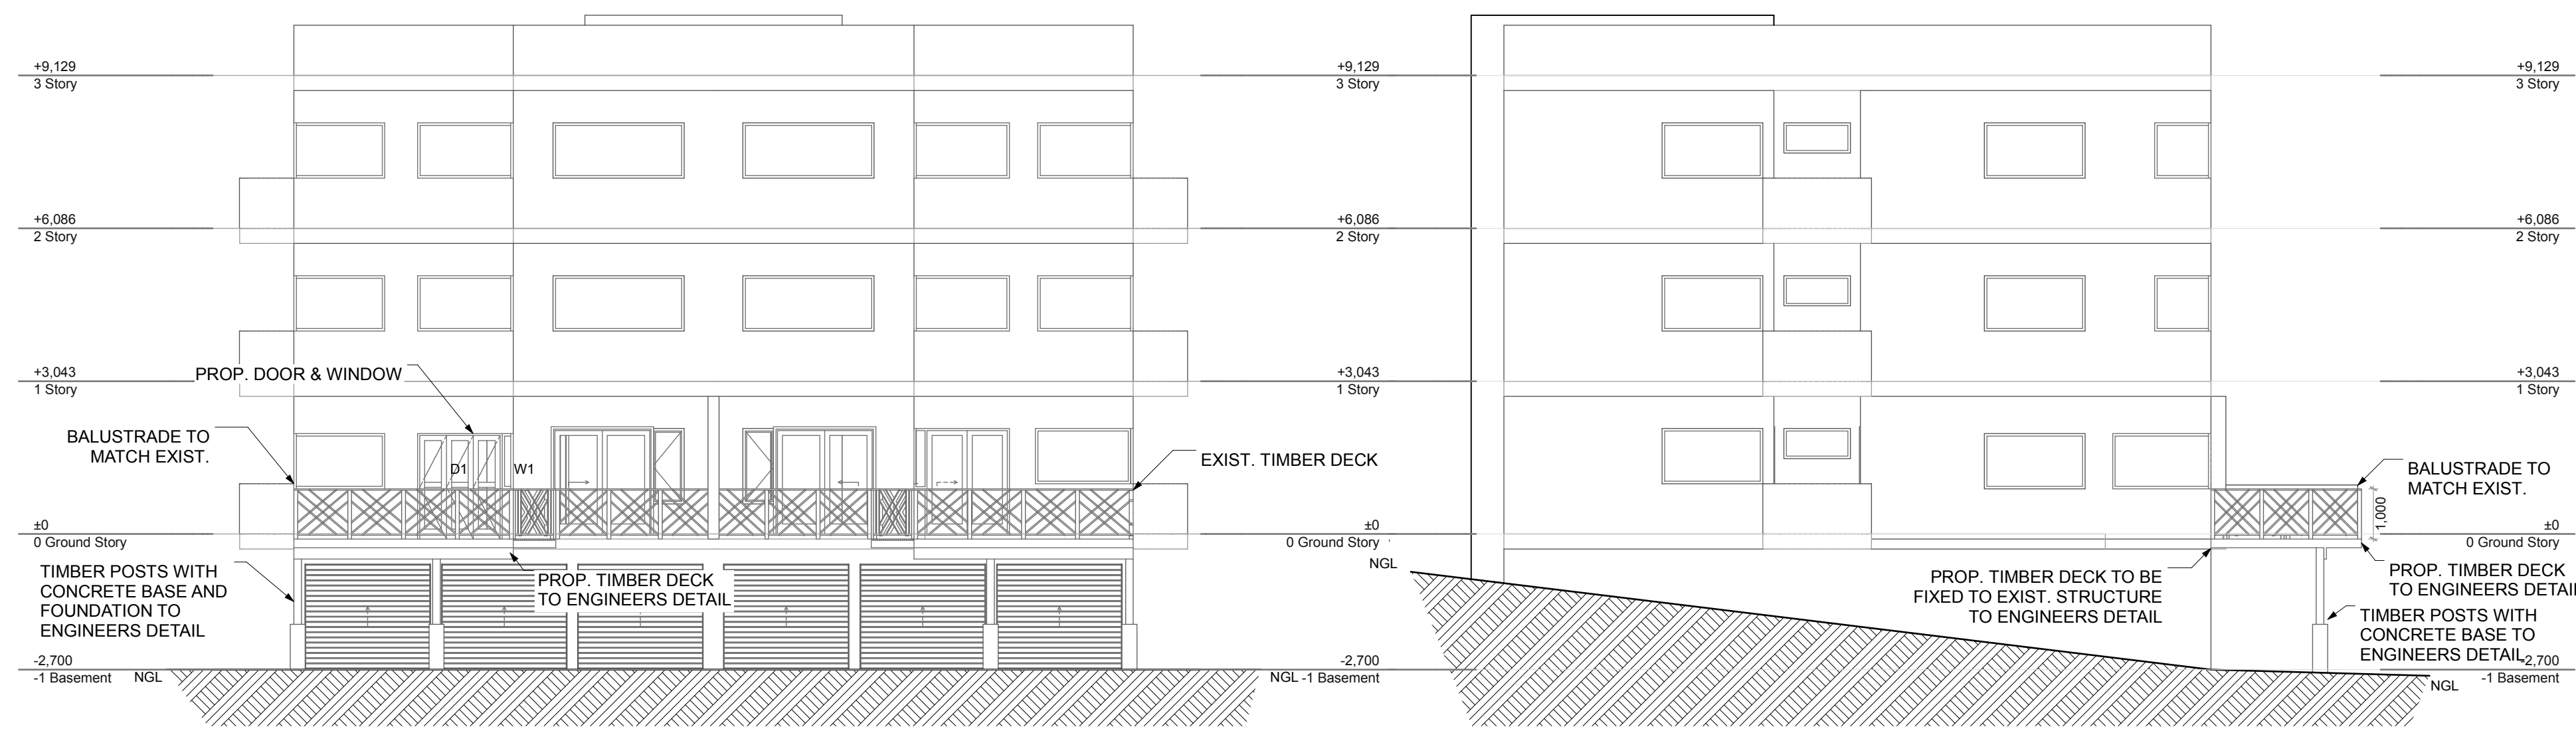 +9,129
3 Story
+6,086
2 Story
PROP. DOOR & WINDOW
+3,043
1 Story
BALUSTRADE TO
MATCH EXIST.
D1
W1
EXIST. TIMBER DECK
±0
0 Ground Story
TIMBER POSTS WITH
CONCRETE BASE AND
FOUNDATION TO
ENGINEERS DETAIL
PROP. TIMBER DECK
TO ENGINEERS DETAIL
-2,700
-1 Basement
NGL
NGL
+9,129
3 Story
+6,086
2 Story
+3,043
1 Story
±0
0 Ground Story
NGL
-2,700
-1 Basement
PROP. TIMBER DECK TO BE
FIXED TO EXIST. STRUCTURE
TO ENGINEERS DETAIL
+9,129
3 Story
+6,086
2 Story
+3,043
1 Story
BALUSTRADE TO
MATCH EXIST.
1,000
±0
0 Ground Story
PROP. TIMBER DECK
TO ENGINEERS DETAIL
TIMBER POSTS WITH
CONCRETE BASE TO
ENGINEERS DETAIL
-2,700
-1 Basement
NGL